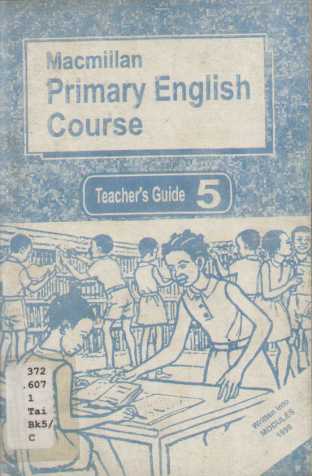 Macmillan
Primary English
Course
Teacher's Guide 5
372
.607
1
Tai
Bk5/
C
Written into
MODULES
1998